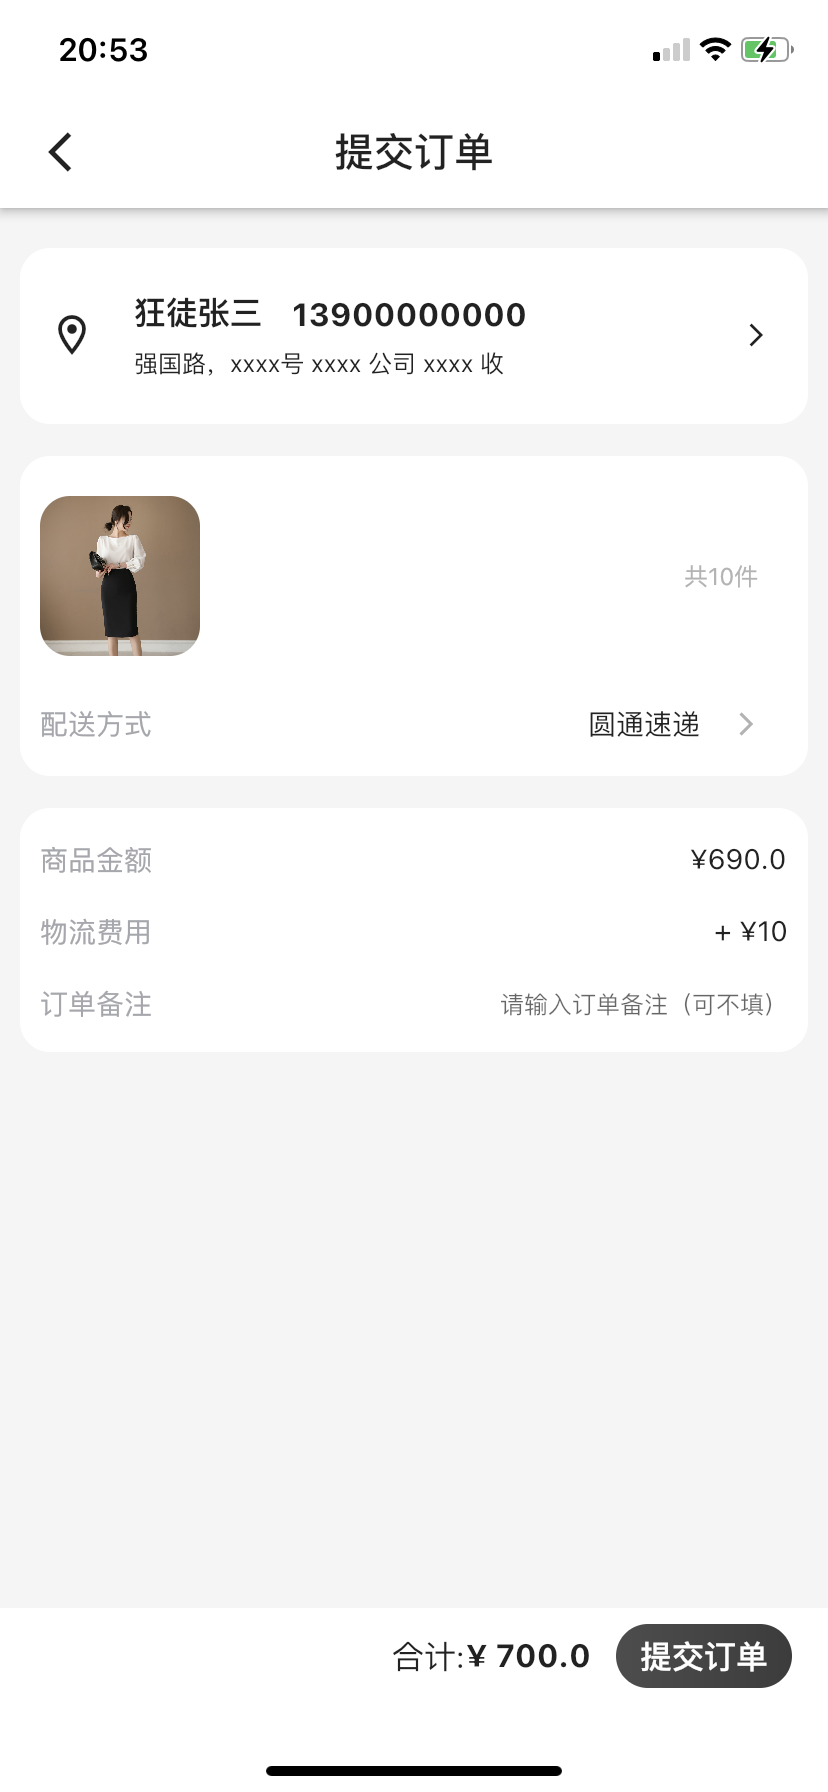 20:53
提交订单
狂徒张三 13900000000
强国路，xxxx号 xxxx 公司 xxxx 收
共10件
配送方式 圆通速递
商品金额 ¥690.0
物流费用 + ¥10
订单备注 请输入订单备注（可不填）
合计:¥ 700.0 提交订单